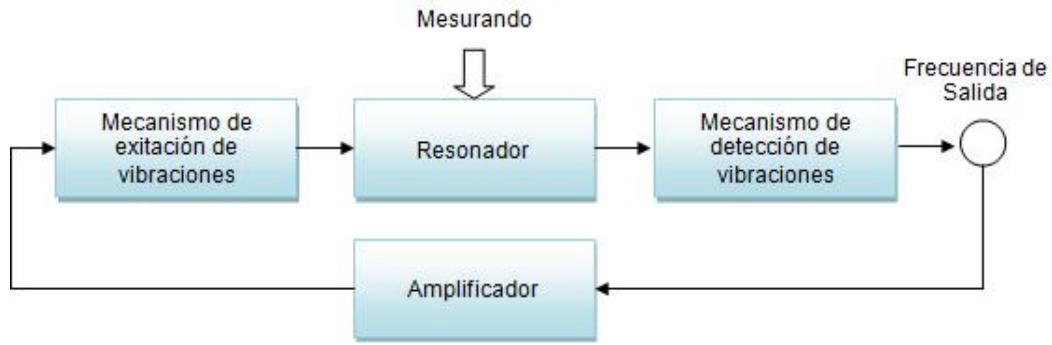 Mesurando
Frecuencia de
Salida
Mecanismo de
exitación de
vibraciones
Resonador
Mecanismo de
detección de
vibraciones
Amplificador